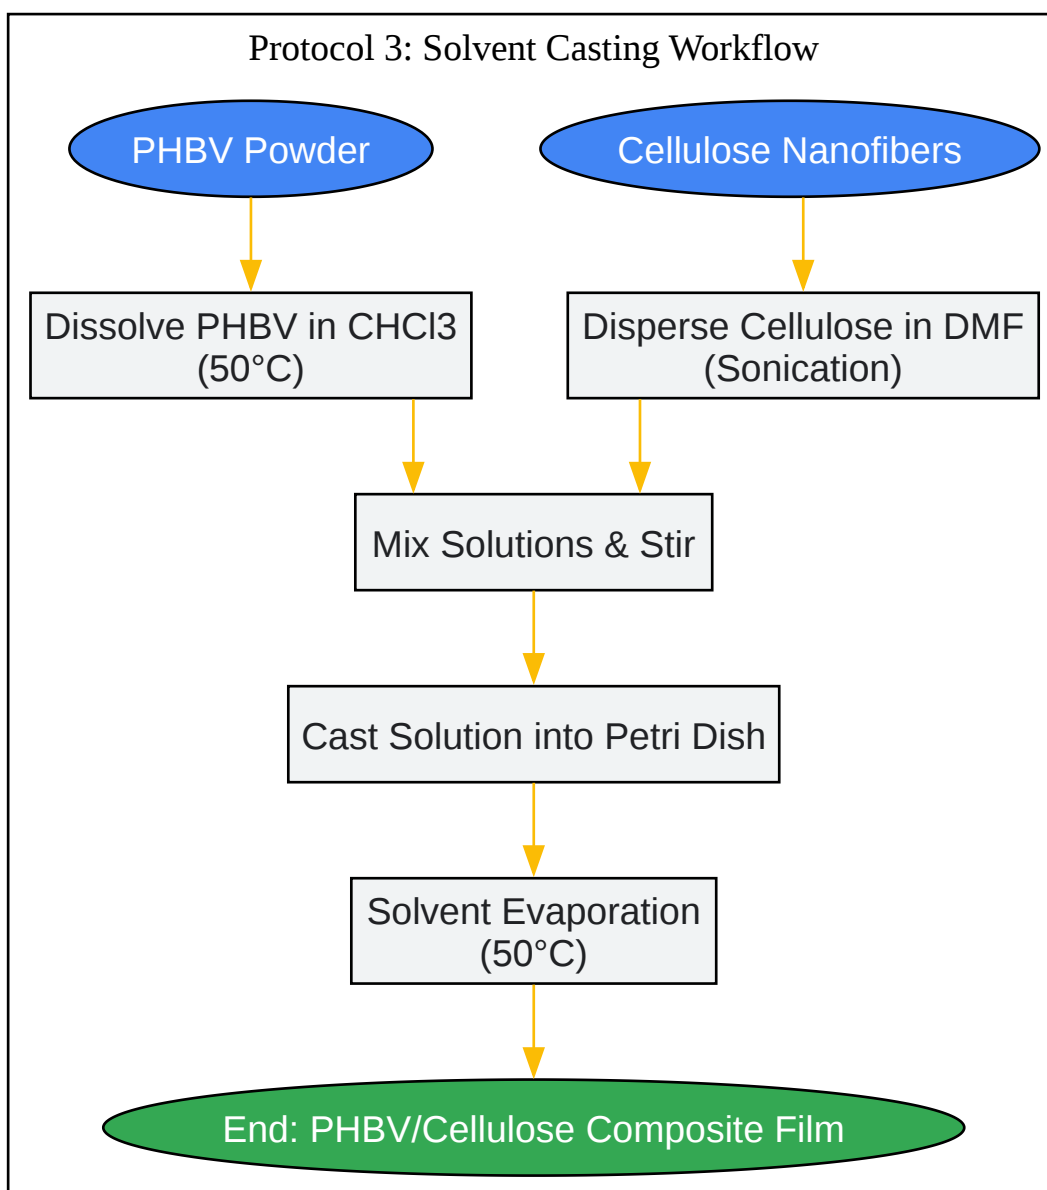 Protocol 3: Solvent Casting Workflow
PHBV Powder
Cellulose Nanofibers
Dissolve PHBV in CHCl3
(50°C)
Disperse Cellulose in DMF
(Sonication)
Mix Solutions & Stir
Cast Solution into Petri Dish
Solvent Evaporation
(50°C)
End: PHBV/Cellulose Composite Film